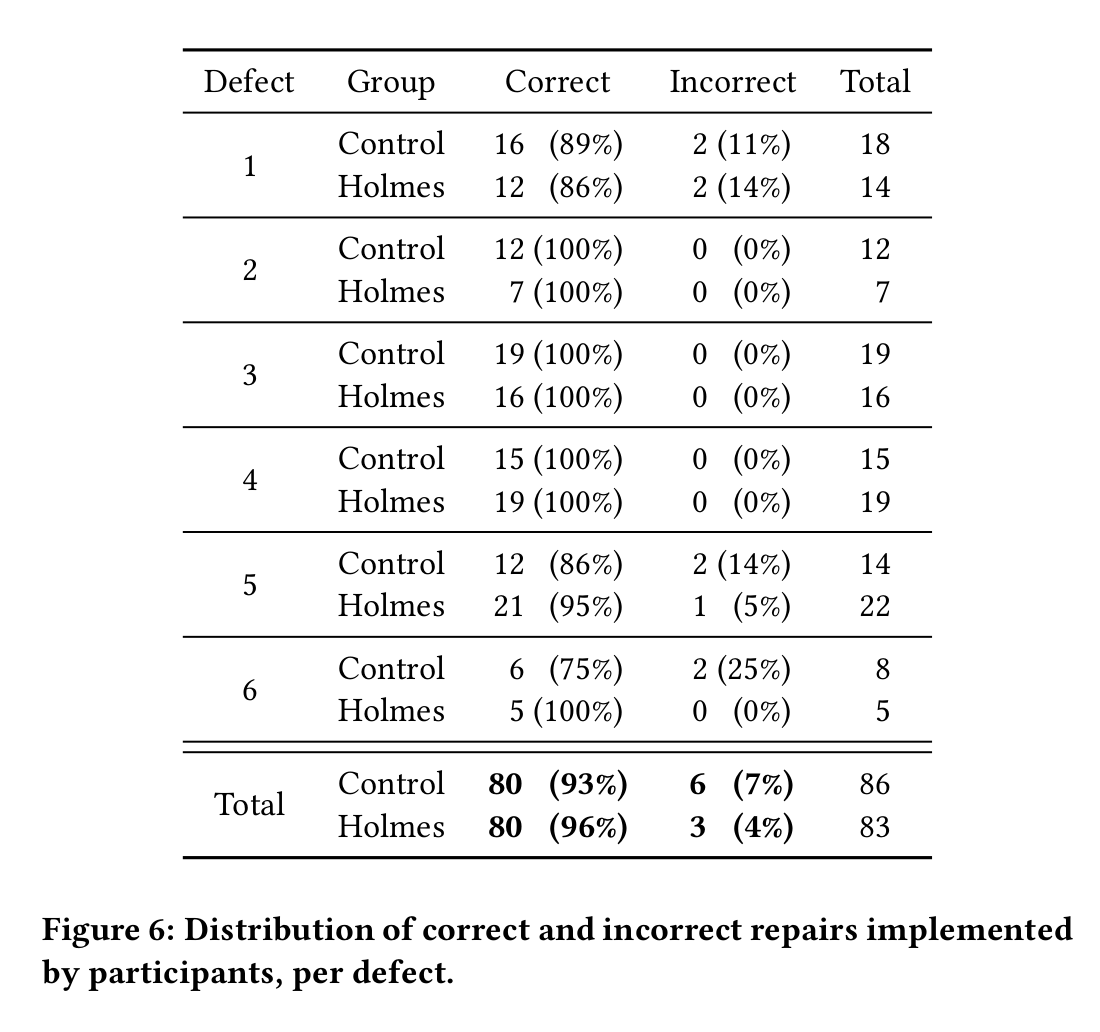 Defect Group Correct Incorrect Total
1
Control 16 (89%) 2 (11%) 18
Holmes 12 (86%) 2 (14%) 14
2
Control 12 (100%) 0 (0%) 12
Holmes 7 (100%) 0 (0%) 7
3
Control 19 (100%) 0 (0%) 19
Holmes 16 (100%) 0 (0%) 16
4
Control 15 (100%) 0 (0%) 15
Holmes 19 (100%) 0 (0%) 19
5
Control 12 (86%) 2 (14%) 14
Holmes 21 (95%) 1 (5%) 22
6
Control 6 (75%) 2 (25%) 8
Holmes 5 (100%) 0 (0%) 5
Total
Control 80 (93%) 6 (7%) 86
Holmes 80 (96%) 3 (4%) 83
Figure 6: Distribution of correct and incorrect repairs implemented
by participants, per defect.